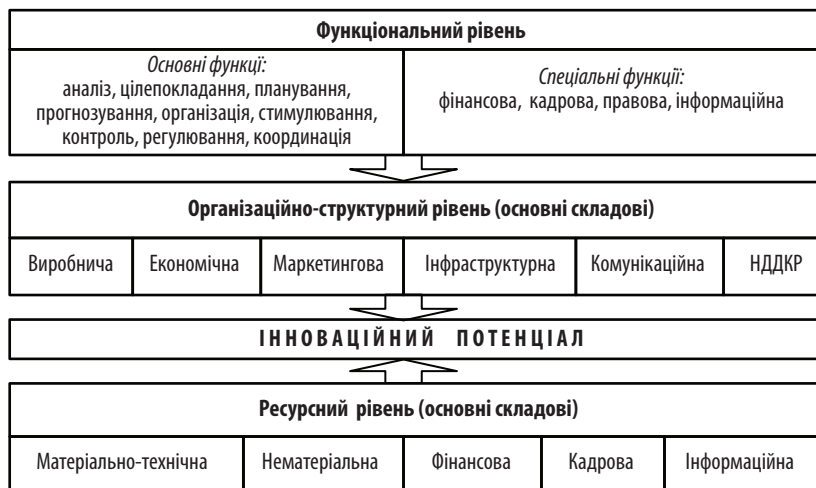 Функціональний рівень
Основні функції:
аналіз, цілепокладання, планування,
прогнозування, організація, стимулювання,
контроль, регулювання, координація
Спеціальні функції:
фінансова, кадрова, правова, інформаційна
Організаційно-структурний рівень (основні складові)
Виробнича Економічна Маркетингова Інфраструктурна Комунікаційна НДДКР
ІННОВАЦІЙНИЙ ПОТЕНЦІАЛ
Ресурсний рівень (основні складові)
Матеріально-технічна Нематеріальна Фінансова Кадрова Інформаційна